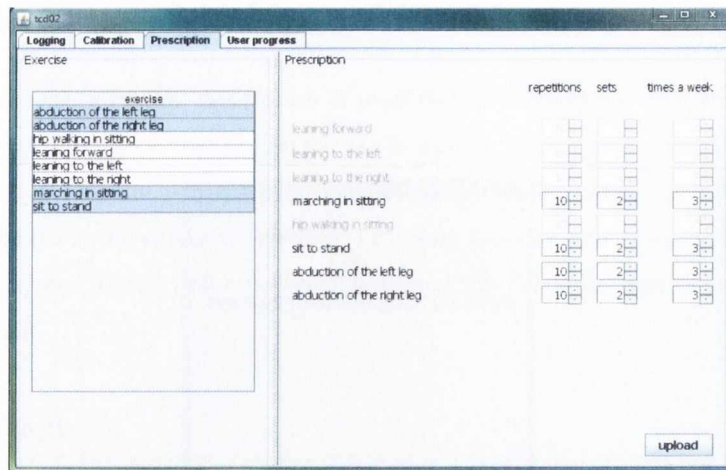 tcd02
Logging Calibration Prescription User progress
Exercise
exercise
abduction of the left leg
abduction of the right leg
hip walking in sitting
leaning forward
leaning to the left
leaning to the right
marching in sitting
sit to stand
Prescription
repetitions sets times a week
leaning forward
leaning to the left
leaning to the right
marching in sitting 10 2 3
hip walking in sitting
sit to stand 10 2 3
abduction of the left leg 10 2 3
abduction of the right leg 10 2 3
upload